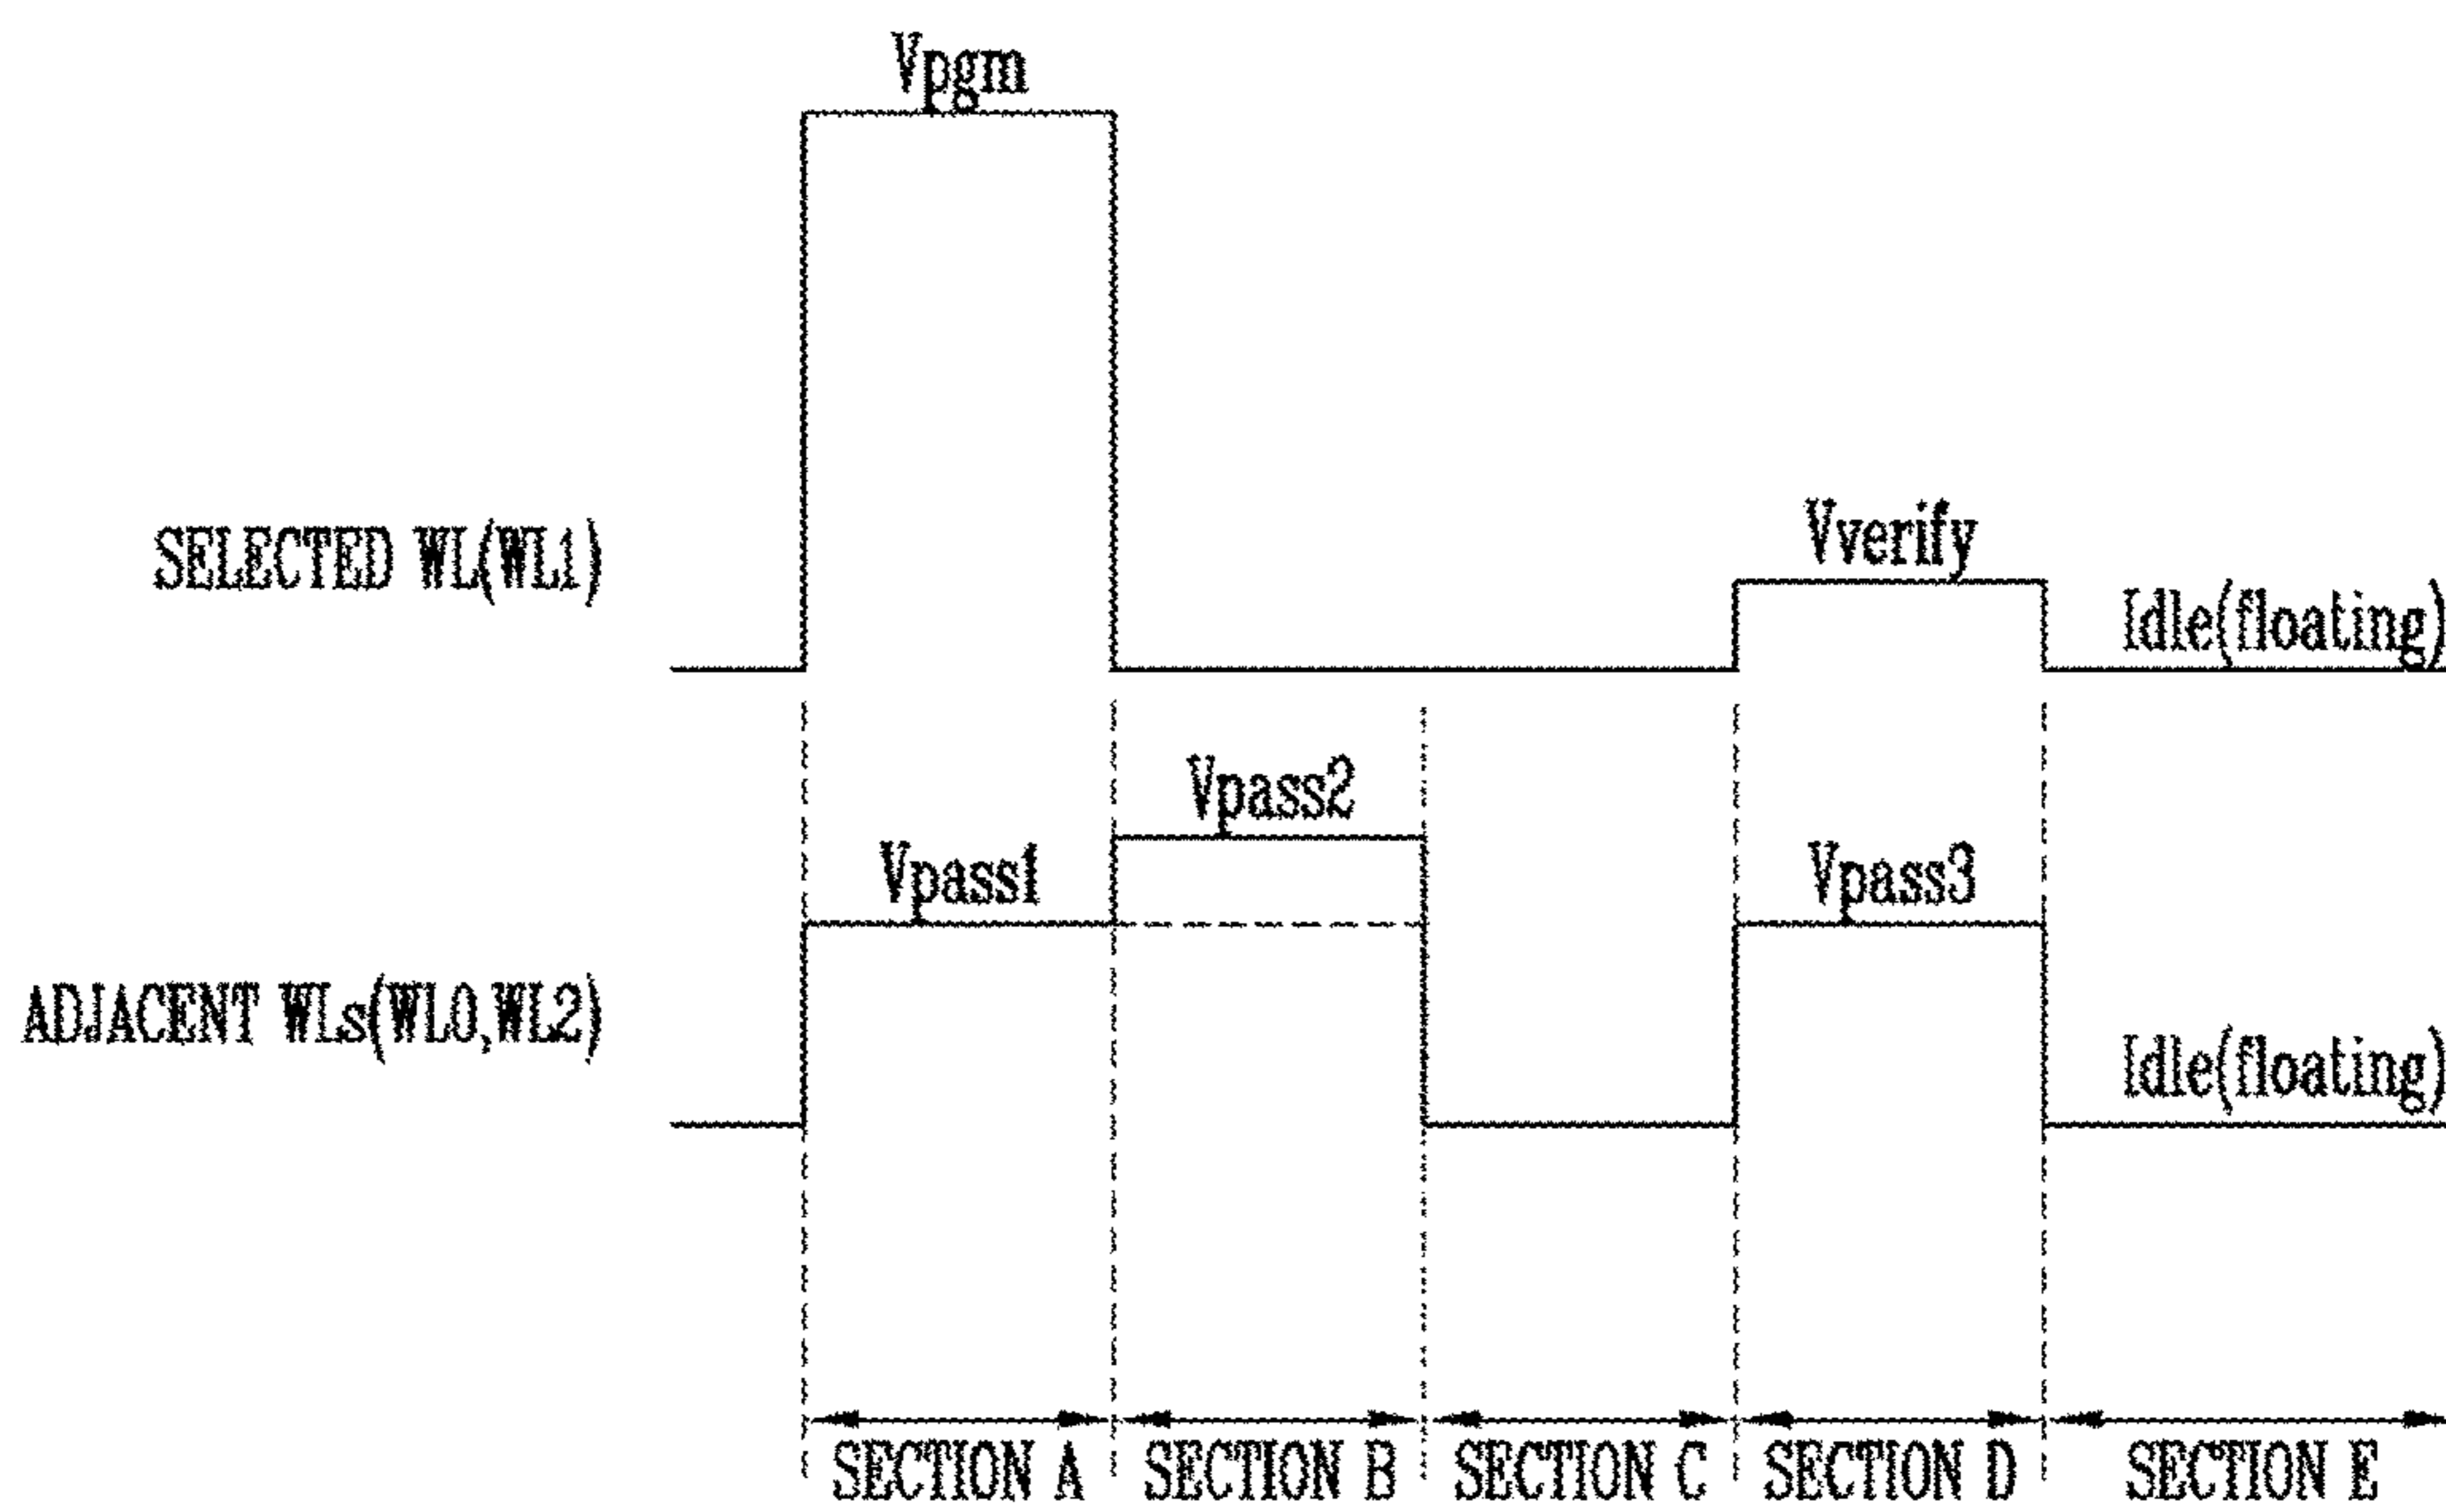 Vpgm
SELECTED WL(WL1)
Vverify
Idle(floating)
Vpass2
Vpass1
Vpass3
ADJACENT WLs(WL0,WL2)
Idle(floating)
SECTION A
SECTION B
SECTION C
SECTION D
SECTION E